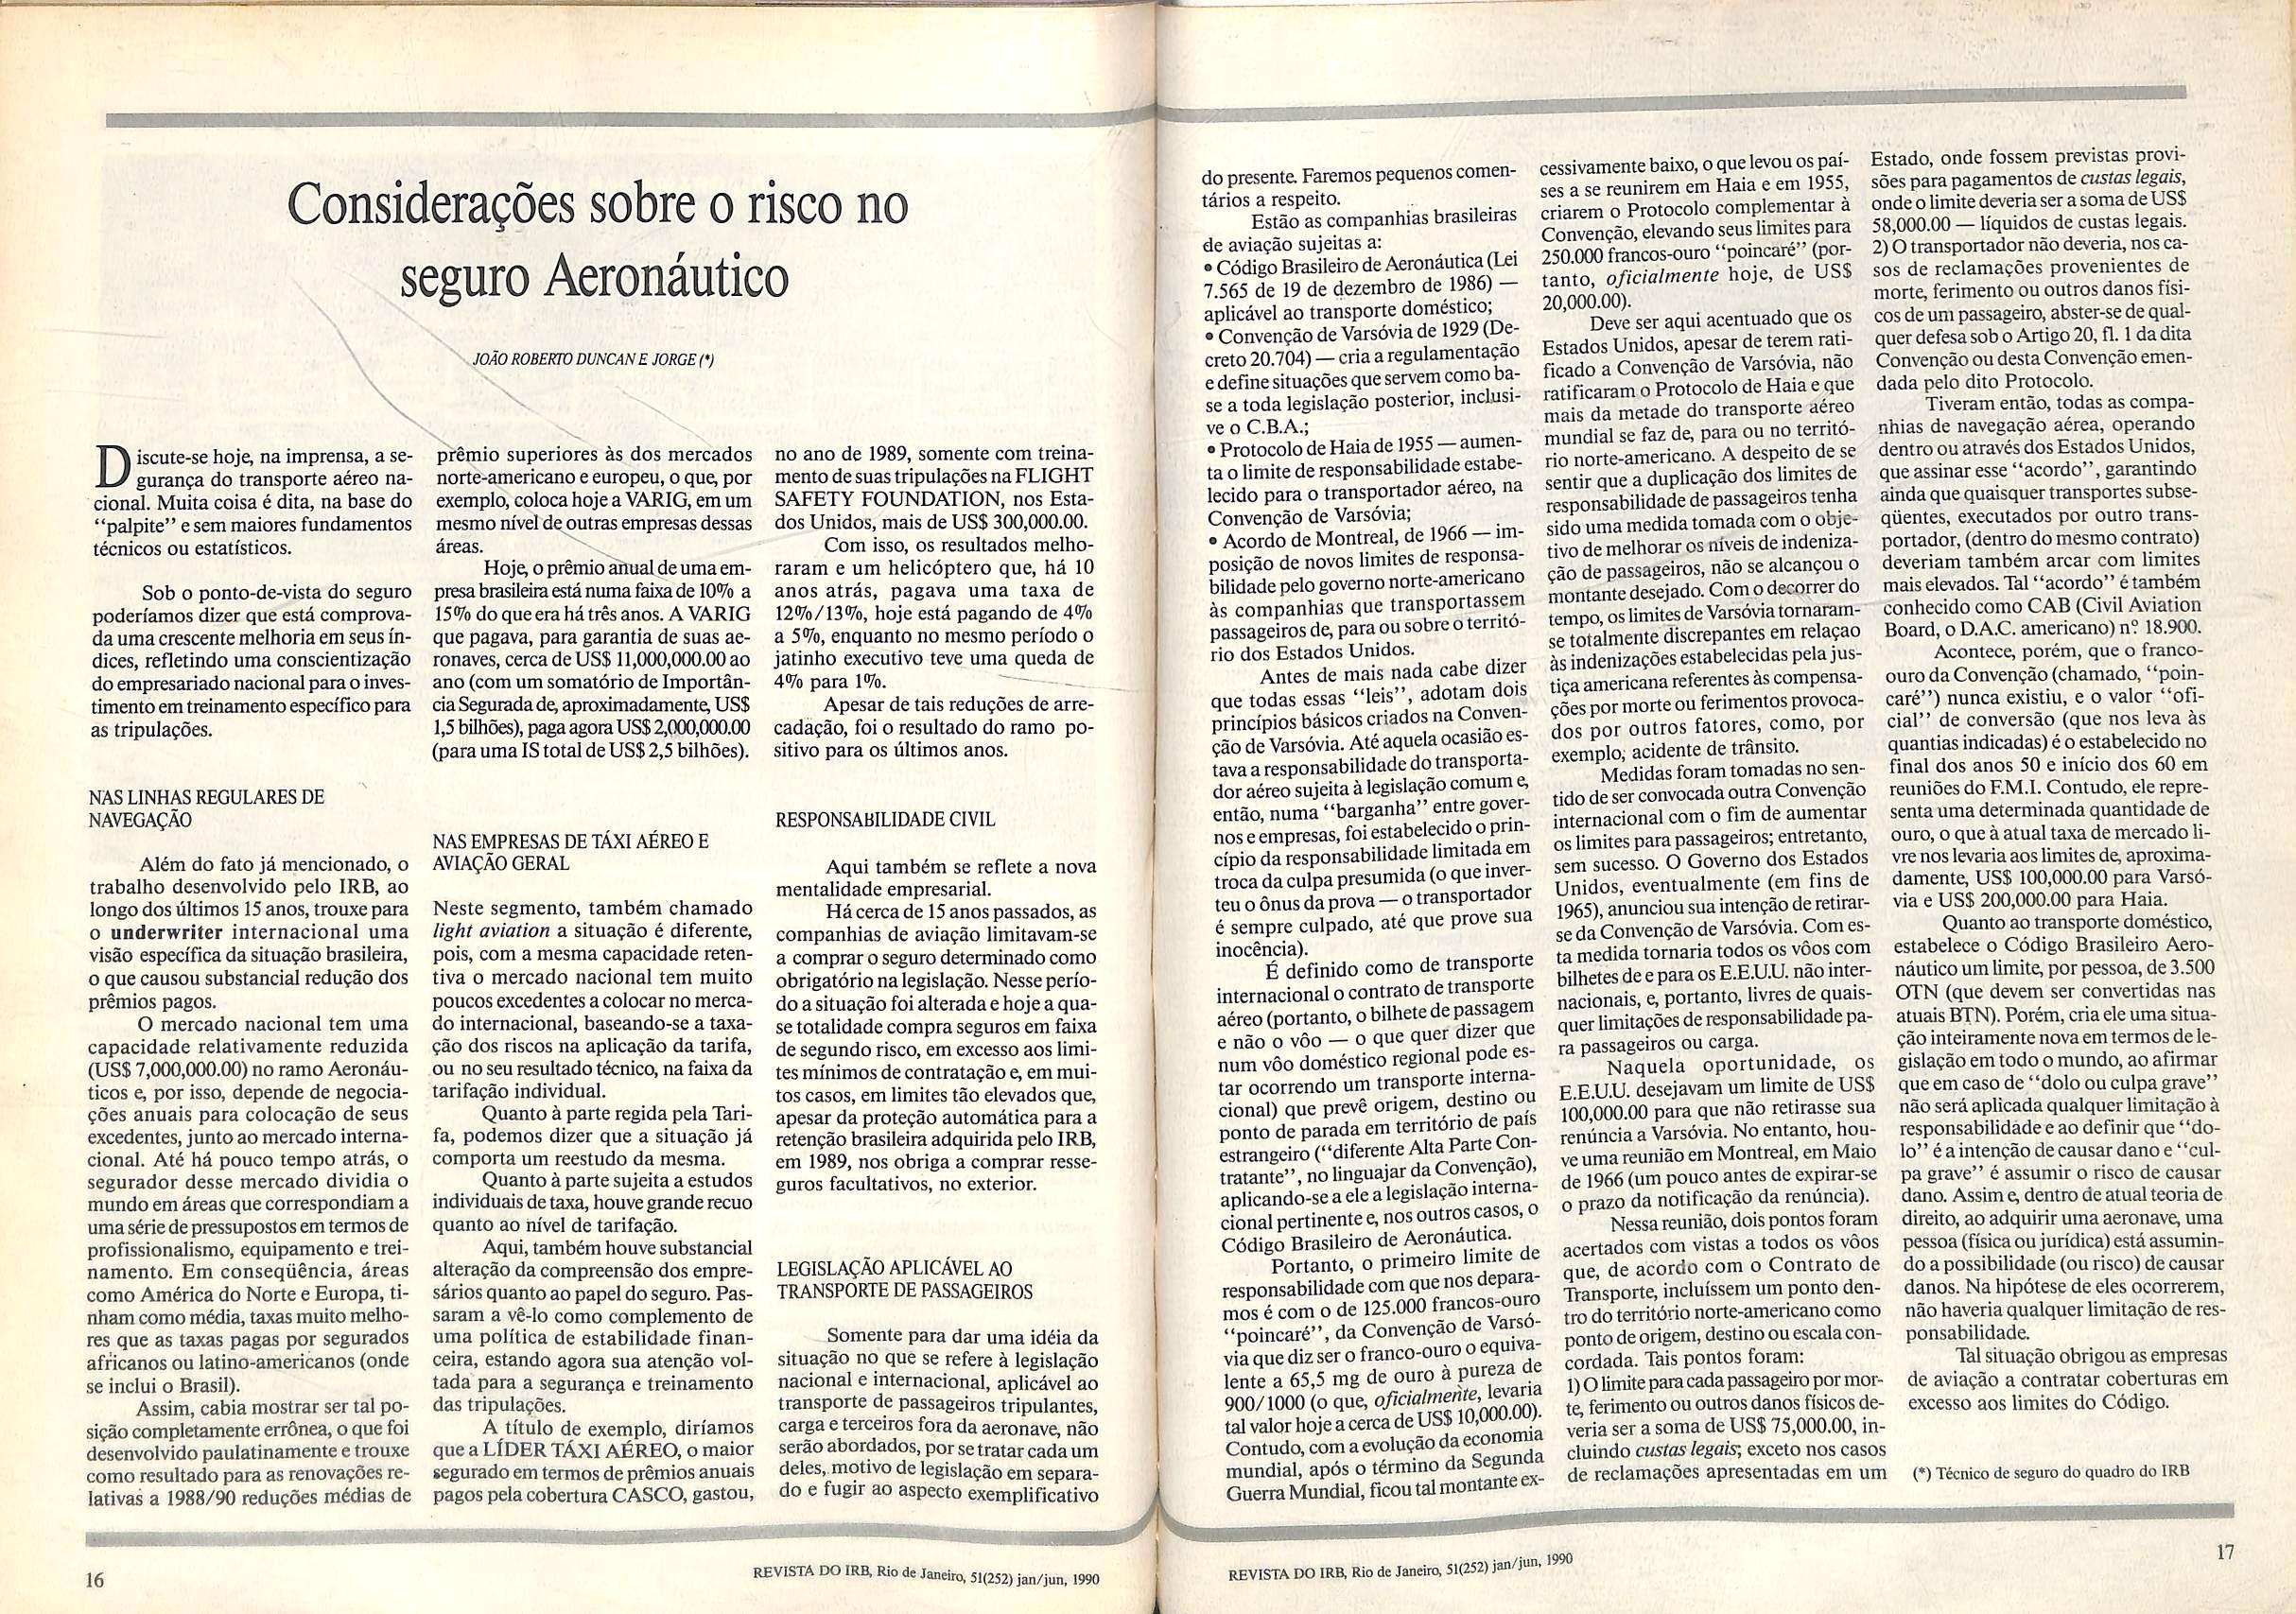 Considerações sobre o risco no
seguro Aeronáutico
JOÃO ROBERTO DUNCAN E JORGE (*)
Discute-se hoje, na imprensa, a se-
gurança do transporte aéreo na-
cional. Muita coisa é dita, na base do
“palpite” e sem maiores fundamentos
técnicos ou estatísticos.
Sob o ponto-de-vista do seguro
poderíamos dizer que está comprova-
da uma crescente melhoria em seus ín-
dices, refletindo uma conscientização
do empresariado nacional para o inves-
timento em treinamento específico para
as tripulações.
NAS LINHAS REGULARES DE
NAVEGAÇÃO
Além do fato já mencionado, o
trabalho desenvolvido pelo IRB, ao
longo dos últimos 15 anos, trouxe para
o underwriter internacional uma
visão específica da situação brasileira,
o que causou substancial redução dos
prêmios pagos.
O mercado nacional tem uma
capacidade relativamente reduzida
(US$ 7,000,000.00) no ramo Aeronáu-
ticos e, por isso, depende de negocia-
ções anuais para colocação de seus
excedentes, junto ao mercado interna-
cional. Até há pouco tempo atrás, o
segurador desse mercado dividia o
mundo em áreas que correspondiam a
uma série de pressupostos em termos de
profissionalismo, equipamento e trei-
namento. Em conseqüência, áreas
como América do Norte e Europa, ti-
nham como média, taxas muito melho-
res que as taxas pagas por segurados
africanos ou latino-americanos (onde
se inclui o Brasil).
Assim, cabia mostrar ser tal po-
sição completamente errônea, o que foi
desenvolvido paulatinamente e trouxe
como resultado para as renovações re-
lativas a 1988/90 reduções médias de
prêmio superiores às dos mercados
norte-americano e europeu, o que, por
exemplo, coloca hoje a VARIG, em um
mesmo nível de outras empresas dessas
áreas.
Hoje, o prêmio anual de uma em-
presa brasileira está numa faixa de 10% a
15% do que era há três anos. A VARIG
que pagava, para garantia de suas ae-
ronaves, cerca de US$ 11,000,000.00 ao
ano (com um somatório de Importân-
cia Segurada de, aproximadamente, US$
1,5 bilhões), paga agora US$ 2,000,000.00
(para uma IS total de US$ 2,5 bilhões).
NAS EMPRESAS DE TÁXI AÉREO E
AVIAÇÃO GERAL
Neste segmento, também chamado
light aviation a situação é diferente,
pois, com a mesma capacidade reten-
tiva o mercado nacional tem muito
poucos excedentes a colocar no merca-
do internacional, baseando-se a taxa-
ção dos riscos na aplicação da tarifa,
ou no seu resultado técnico, na faixa da
tarifação individual.
Quanto à parte regida pela Tari-
fa, podemos dizer que a situação já
comporta um reestudo da mesma.
Quanto à parte sujeita a estudos
individuais de taxa, houve grande recuo
quanto ao nível de tarifação.
Aqui, também houve substancial
alteração da compreensão dos empre-
sários quanto ao papel do seguro. Pas-
saram a vê-lo como complemento de
uma política de estabilidade finan-
ceira, estando agora sua atenção vol-
tada para a segurança e treinamento
das tripulações.
A título de exemplo, diríamos
que a LÍDER TÁXI AÉREO, o maior
segurado em termos de prêmios anuais
pagos pela cobertura CASCO, gastou,
no ano de 1989, somente com treina-
mento de suas tripulações na FLIGHT
SAFETY FOUNDATION, nos Esta-
dos Unidos, mais de US$ 300,000.00.
Com isso, os resultados melho-
raram e um helicóptero que, há 10
anos atrás, pagava uma taxa de
12%/13%, hoje está pagando de 4%
a 5%, enquanto no mesmo período o
jatinho executivo teve uma queda de
4% para 1%.
Apesar de tais reduções de arre-
cadação, foi o resultado do ramo po-
sitivo para os últimos anos.
RESPONSABILIDADE CIVIL
Aqui também se reflete a nova
mentalidade empresarial.
Há cerca de 15 anos passados, as
companhias de aviação limitavam-se
a comprar o seguro determinado como
obrigatório na legislação. Nesse perío-
do a situação foi alterada e hoje a qua-
se totalidade compra seguros em faixa
de segundo risco, em excesso aos limi-
tes mínimos de contratação e, em mui-
tos casos, em limites tão elevados que,
apesar da proteção automática para a
retenção brasileira adquirida pelo IRB,
em 1989, nos obriga a comprar resse-
guros facultativos, no exterior.
LEGISLAÇÃO APLICÁVEL AO
TRANSPORTE DE PASSAGEIROS
Somente para dar uma idéia da
situação no que se refere à legislação
nacional e internacional, aplicável ao
transporte de passageiros tripulantes,
carga e terceiros fora da aeronave, não
serão abordados, por se tratar cada um
deles, motivo de legislação em separa-
do e fugir ao aspecto exemplificativo
16
REVISTA DO IRB, Rio de Janeiro, 51(252) jan/jun, 1990
do presente. Faremos pequenos comen-
tários a respeito.
Estão as companhias brasileiras
de aviação sujeitas a:
• Código Brasileiro de Aeronáutica (Lei
7.565 de 19 de dezembro de 1986) —
aplicável ao transporte doméstico;
• Convenção de Varsóvia de 1929 (De-
creto 20.704) — cria a regulamentação
e define situações que servem como ba-
se a toda legislação posterior, inclusi-
ve o C.B.A.;
• Protocolo de Haia de 1955 — aumen-
ta o limite de responsabilidade estabe-
lecido para o transportador aéreo, na
Convenção de Varsóvia;
• Acordo de Montreal, de 1966 — im-
posição de novos limites de responsa-
bilidade pelo governo norte-americano
às companhias que transportassem
passageiros de, para ou sobre o territó-
rio dos Estados Unidos.
Antes de mais nada cabe dizer
que todas essas “leis”, adotam dois
princípios básicos criados na Conven-
ção de Varsóvia. Até aquela ocasião es-
tava a responsabilidade do transporta-
dor aéreo sujeita à legislação comum e,
então, numa “barganha” entre gover-
nos e empresas, foi estabelecido o prin-
cípio da responsabilidade limitada em
troca da culpa presumida (o que inver-
teu o ônus da prova — o transportador
é sempre culpado, até que prove sua
inocência).
É definido como de transporte
internacional o contrato de transporte
aéreo (portanto, o bilhete de passagem
e não o vôo — o que quer dizer que
num vôo doméstico regional pode es-
tar ocorrendo um transporte interna-
cional) que prevê origem, destino ou
ponto de parada em território de país
estrangeiro (“diferente Alta Parte Con-
tratante”, no linguajar da Convenção),
aplicando-se a ele a legislação interna-
cional pertinente e, nos outros casos, o
Código Brasileiro de Aeronáutica.
Portanto, o primeiro limite de
responsabilidade com que nos depara-
mos é com o de 125.000 francos-ouro
“poincaré”, da Convenção de Varsó-
via que diz ser o franco-ouro o equiva-
lente a 65,5 mg de ouro à pureza de
900/1000 (o que, oficialmente, levaria
tal valor hoje a cerca de US$ 10,000.00).
Contudo, com a evolução da economia
mundial, após o término da Segunda
Guerra Mundial, ficou tal montante ex-
cessivamente baixo, o que levou os paí-
ses a se reunirem em Haia e em 1955,
criarem o Protocolo complementar à
Convenção, elevando seus limites para
250.000 francos-ouro “poincaré” (por-
tanto, oficialmente hoje, de US$
20,000.00).
Deve ser aqui acentuado que os
Estados Unidos, apesar de terem rati-
ficado a Convenção de Varsóvia, não
ratificaram o Protocolo de Haia e que
mais da metade do transporte aéreo
mundial se faz de, para ou no territó-
rio norte-americano. A despeito de se
sentir que a duplicação dos limites de
responsabilidade de passageiros tenha
sido uma medida tomada com o obje-
tivo de melhorar os níveis de indeniza-
ção de passageiros, não se alcançou o
montante desejado. Com o decorrer do
tempo, os limites de Varsóvia tornaram-
se totalmente discrepantes em relaçao
às indenizações estabelecidas pela jus-
tiça americana referentes às compensa-
ções por morte ou ferimentos provoca-
dos por outros fatores, como, por
exemplo, acidente de trânsito.
Medidas foram tomadas no sen-
tido de ser convocada outra Convenção
internacional com o fim de aumentar
os limites para passageiros; entretanto,
sem sucesso. O Governo dos Estados
Unidos, eventualmente (em fins de
1965), anunciou sua intenção de retirar-
se da Convenção de Varsóvia. Com es-
ta medida tornaria todos os vôos com
bilhetes de e para os E.E.U.U. não inter-
nacionais, e, portanto, livres de quais-
quer limitações de responsabilidade pa-
ra passageiros ou carga.
Naquela oportunidade, os
E.E.U.U. desejavam um limite de US$
100,000.00 para que não retirasse sua
renúncia a Varsóvia. No entanto, hou-
ve uma reunião em Montreal, em Maio
de 1966 (um pouco antes de expirar-se
o prazo da notificação da renúncia).
Nessa reunião, dois pontos foram
acertados com vistas a todos os vôos
que, de acordo com o Contrato de
Transporte, incluíssem um ponto den-
tro do território norte-americano como
ponto de origem, destino ou escala con-
cordada. Tais pontos foram:
1) O limite para cada passageiro por mor-
te, ferimento ou outros danos físicos de-
veria ser a soma de US$ 75,000.00, in-
cluindo custas legais; exceto nos casos
de reclamações apresentadas em um
Estado, onde fossem previstas provi-
sões para pagamentos de custas legais,
onde o limite deveria ser a soma de US$
58,000.00 — líquidos de custas legais.
2) O transportador não deveria, nos ca-
sos de reclamações provenientes de
morte, ferimento ou outros danos físi-
cos de um passageiro, abster-se de qual-
quer defesa sob o Artigo 20, fl. 1 da dita
Convenção ou desta Convenção emen-
dada pelo dito Protocolo.
Tiveram então, todas as compa-
nhias de navegação aérea, operando
dentro ou através dos Estados Unidos,
que assinar esse “acordo”, garantindo
ainda que quaisquer transportes subse-
qüentes, executados por outro trans-
portador, (dentro do mesmo contrato)
deveriam também arcar com limites
mais elevados. Tal “acordo” é também
conhecido como CAB (Civil Aviation
Board, o D.A.C. americano) nº 18.900.
Acontece, porém, que o franco-
ouro da Convenção (chamado, “poin-
caré”) nunca existiu, e o valor “ofi-
cial” de conversão (que nos leva às
quantias indicadas) é o estabelecido no
final dos anos 50 e início dos 60 em
reuniões do F.M.I. Contudo, ele repre-
senta uma determinada quantidade de
ouro, o que à atual taxa de mercado li-
vre nos levaria aos limites de, aproxima-
damente, US$ 100,000.00 para Varsó-
via e US$ 200,000.00 para Haia.
Quanto ao transporte doméstico,
estabelece o Código Brasileiro Aero-
náutico um limite, por pessoa, de 3.500
OTN (que devem ser convertidas nas
atuais BTN). Porém, cria ele uma situa-
ção inteiramente nova em termos de le-
gislação em todo o mundo, ao afirmar
que em caso de “dolo ou culpa grave”
não será aplicada qualquer limitação à
responsabilidade e ao definir que “do-
lo” é a intenção de causar dano e “cul-
pa grave” é assumir o risco de causar
dano. Assim e, dentro de atual teoria de
direito, ao adquirir uma aeronave, uma
pessoa (física ou jurídica) está assumin-
do a possibilidade (ou risco) de causar
danos. Na hipótese de eles ocorrerem,
não haveria qualquer limitação de res-
ponsabilidade.
Tal situação obrigou as empresas
de aviação a contratar coberturas em
excesso aos limites do Código.
(*) Técnico de seguro do quadro do IRB
REVISTA DO IRB, Rio de Janeiro, 51(252) jan/jun, 1990
17